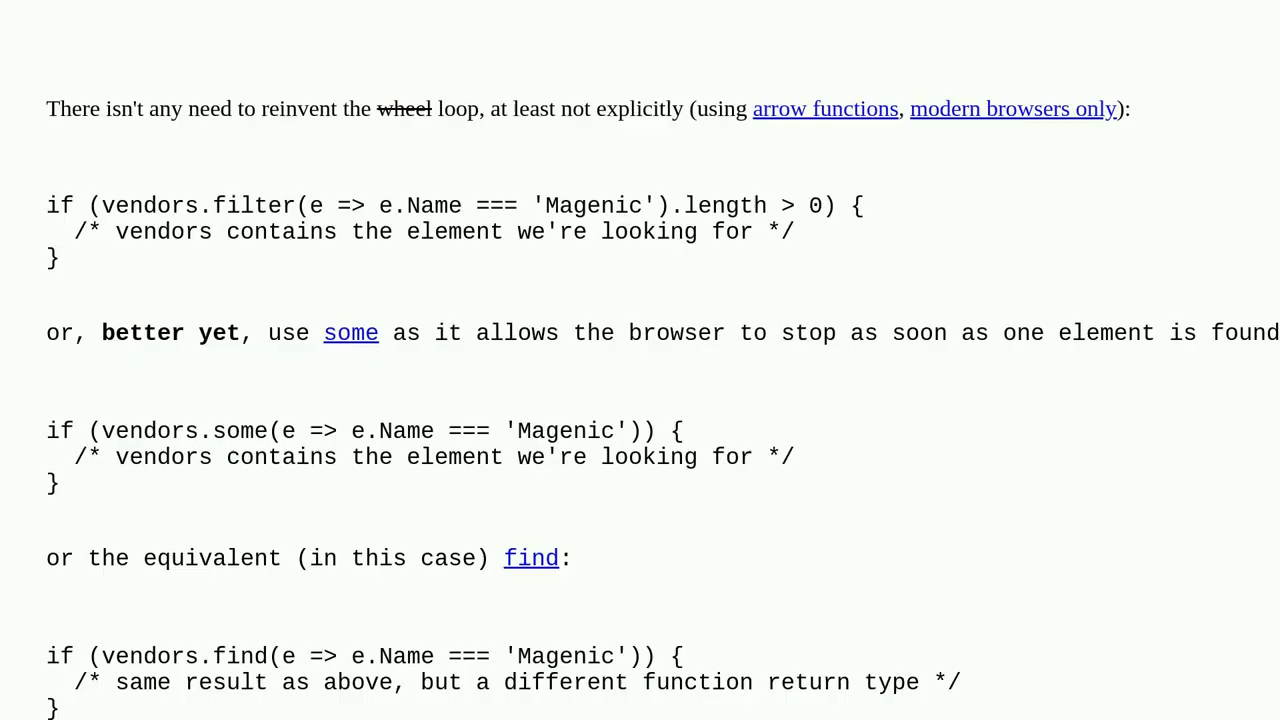 There isn't any need to reinvent the wheel loop, at least not explicitly (using arrow functions, modern browsers only):
if (vendors.filter(e => e.Name === 'Magenic').length > 0) {
  /* vendors contains the element we're looking for */
}
or, better yet, use some as it allows the browser to stop as soon as one element is found
if (vendors.some(e => e.Name === 'Magenic')) {
  /* vendors contains the element we're looking for */
}
or the equivalent (in this case) find:
if (vendors.find(e => e.Name === 'Magenic')) {
  /* same result as above, but a different function return type */
}